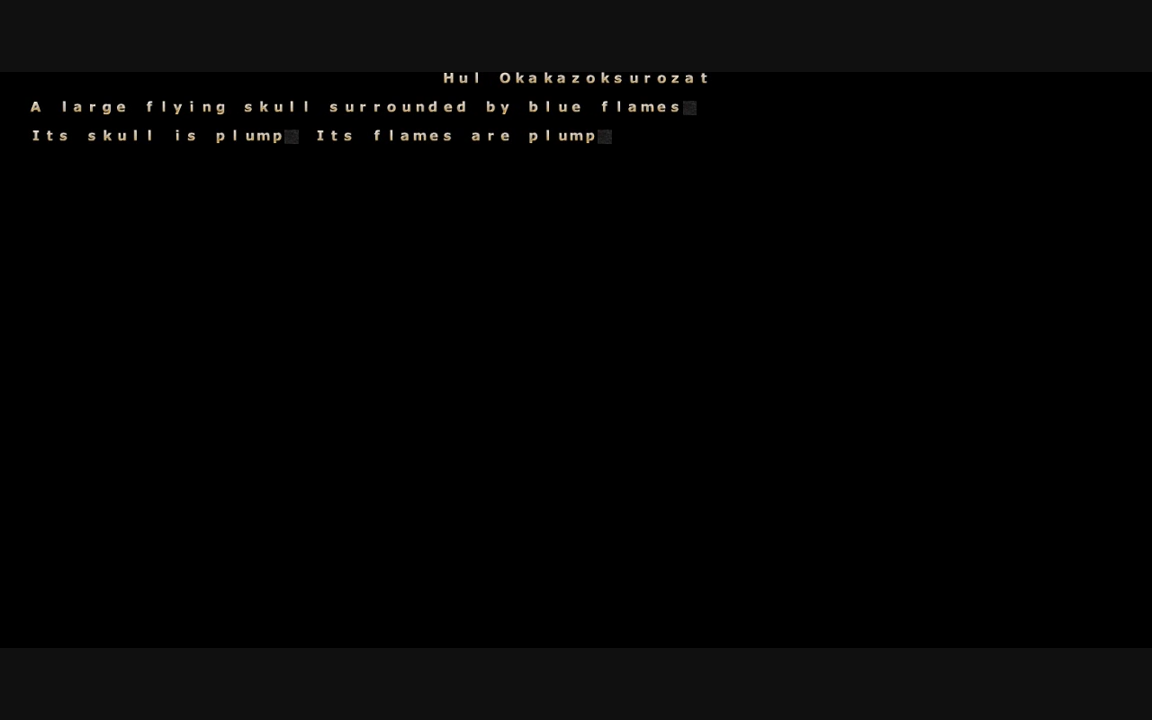 Hul Okakazoksurozat
A large flying skull surrounded by blue flames
Its skull is plump Its flames are plump